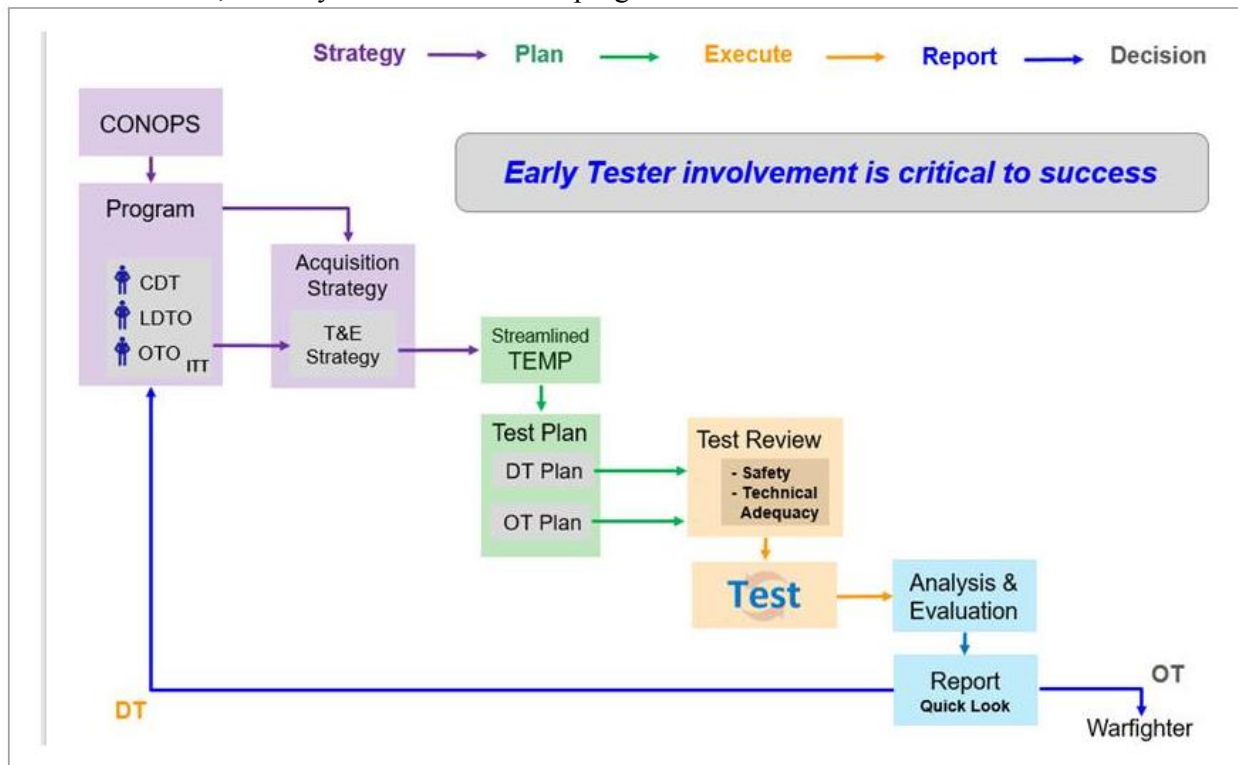 Strategy Plan Execute Report Decision
CONOPS
Early Tester involvement is critical to success
Program
CDT
LDTO
OTO ITT
Acquisition
Strategy
T&E
Strategy
Streamlined
TEMP
Test Plan
DT Plan
OT Plan
Test Review
- Safety
- Technical
Adequacy
Test
Analysis &
Evaluation
Report
Quick Look
DT
OT
Warfighter